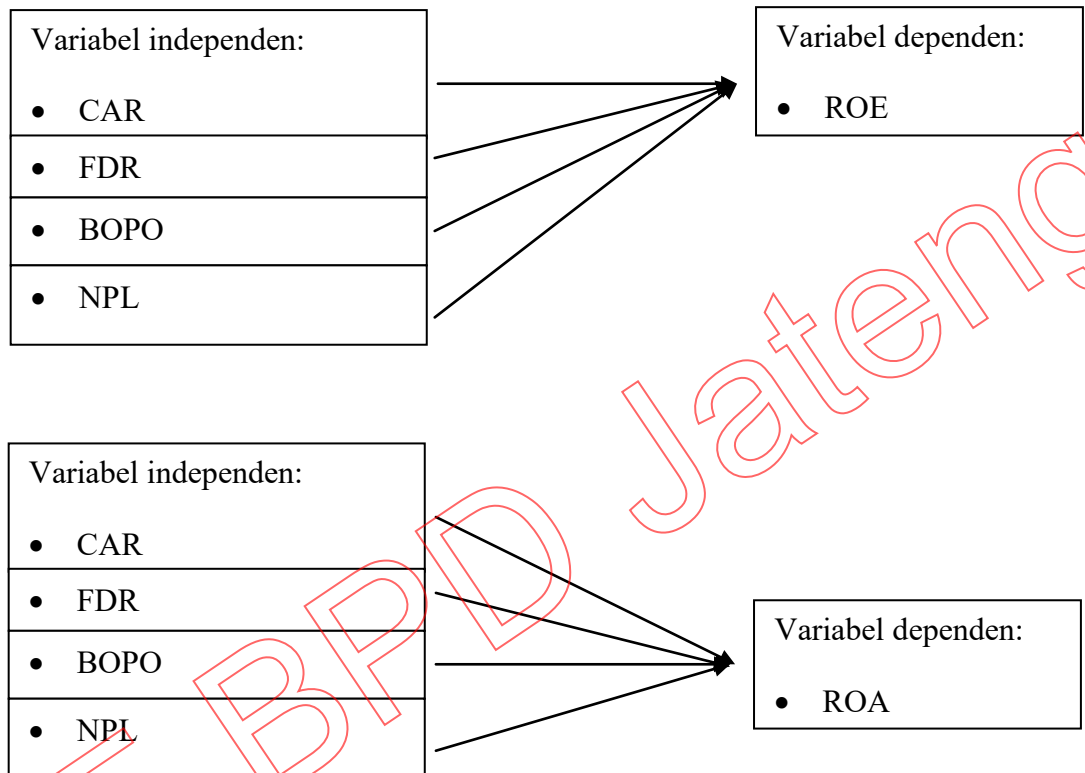 Variabel independen:
• CAR
• FDR
• BOPO
• NPL
Variabel dependen:
• ROE
Variabel independen:
• CAR
• FDR
• BOPO
• NPL
Variabel dependen:
• ROA
BPD Jateng